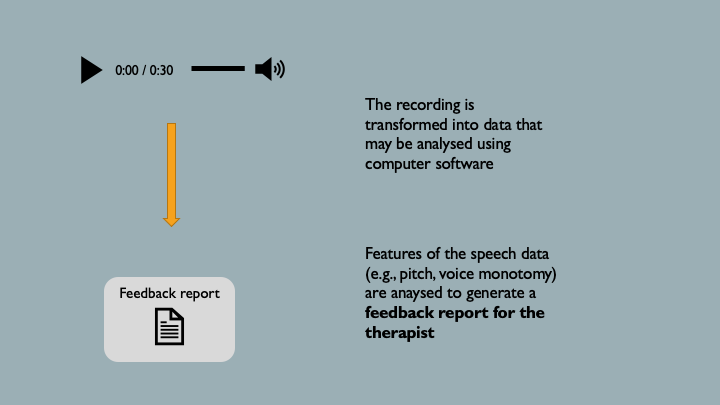 0:00 / 0:30
The recording is
transformed into data that
may be analysed using
computer software
Features of the speech data
(e.g., pitch, voice monotomy)
are anaysed to generate a
feedback report for the
therapist
Feedback report